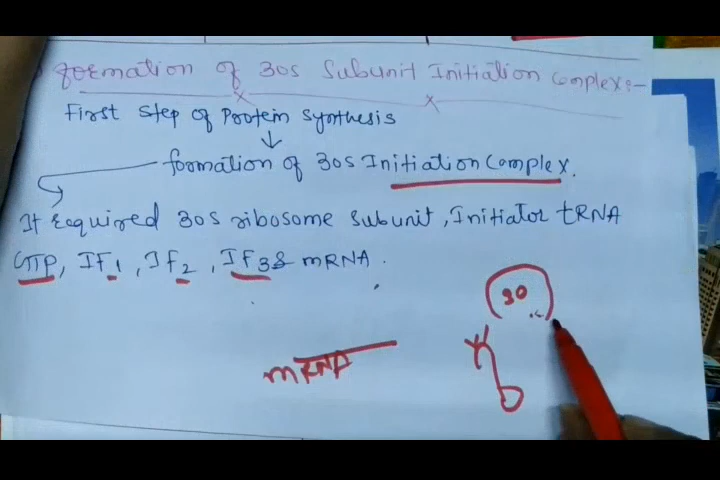 Formation of 30s Subunit Initiation Complex:-
First Step of Protein Synthesis
formation of 30s Initiation Complex.
It required 30s ribosome subunit, Initiator tRNA
GTP, IF1, IF2, IF3 & mRNA.
30
mRNA